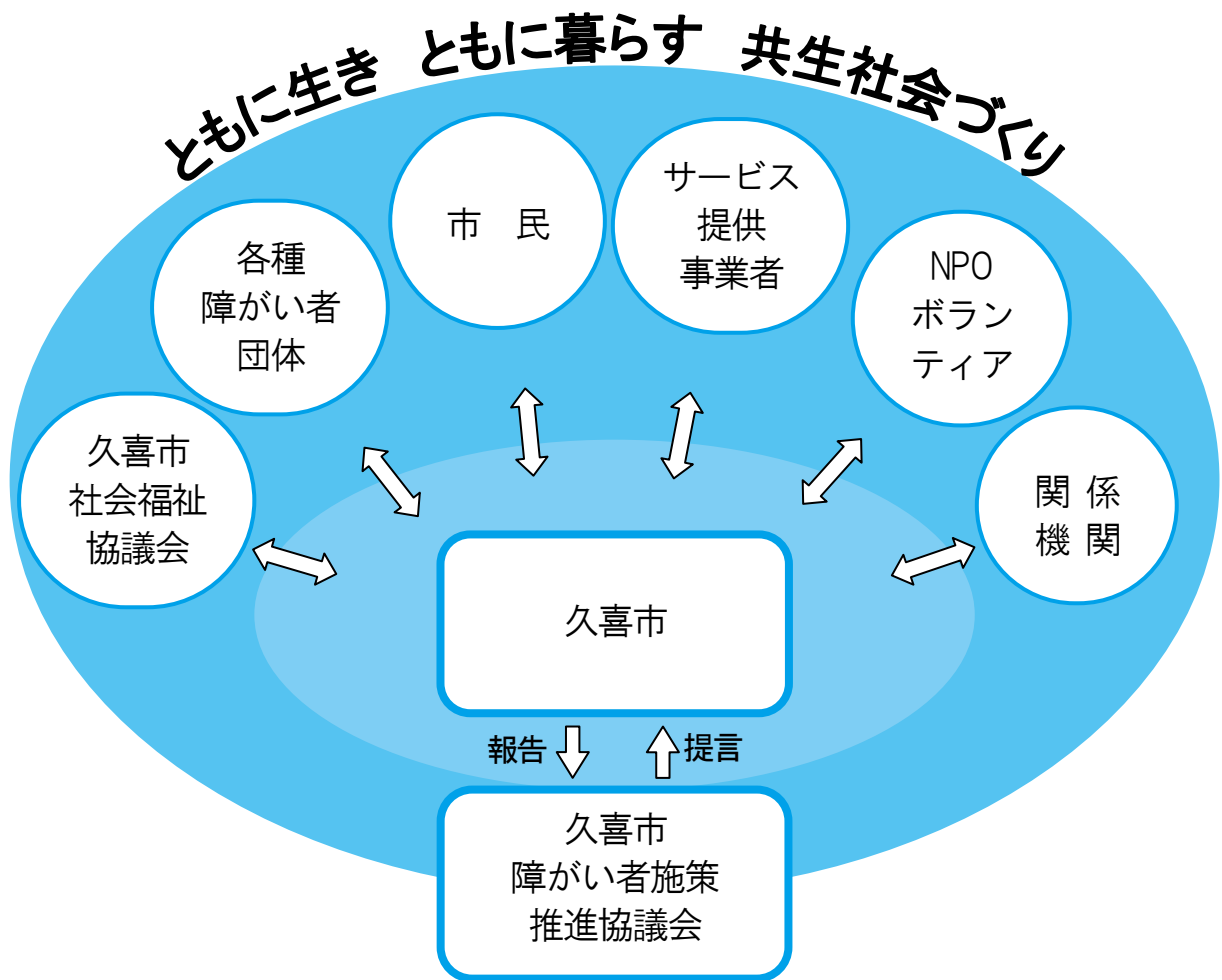 ともに生き ともに暮らす 共生社会づくり
市 民
サービス
提供
事業者
各種
障がい者
団体
NPO
ボラン
ティア
久喜市
社会福祉
協議会
関 係
機 関
久喜市
報告
提言
久喜市
障がい者施策
推進協議会